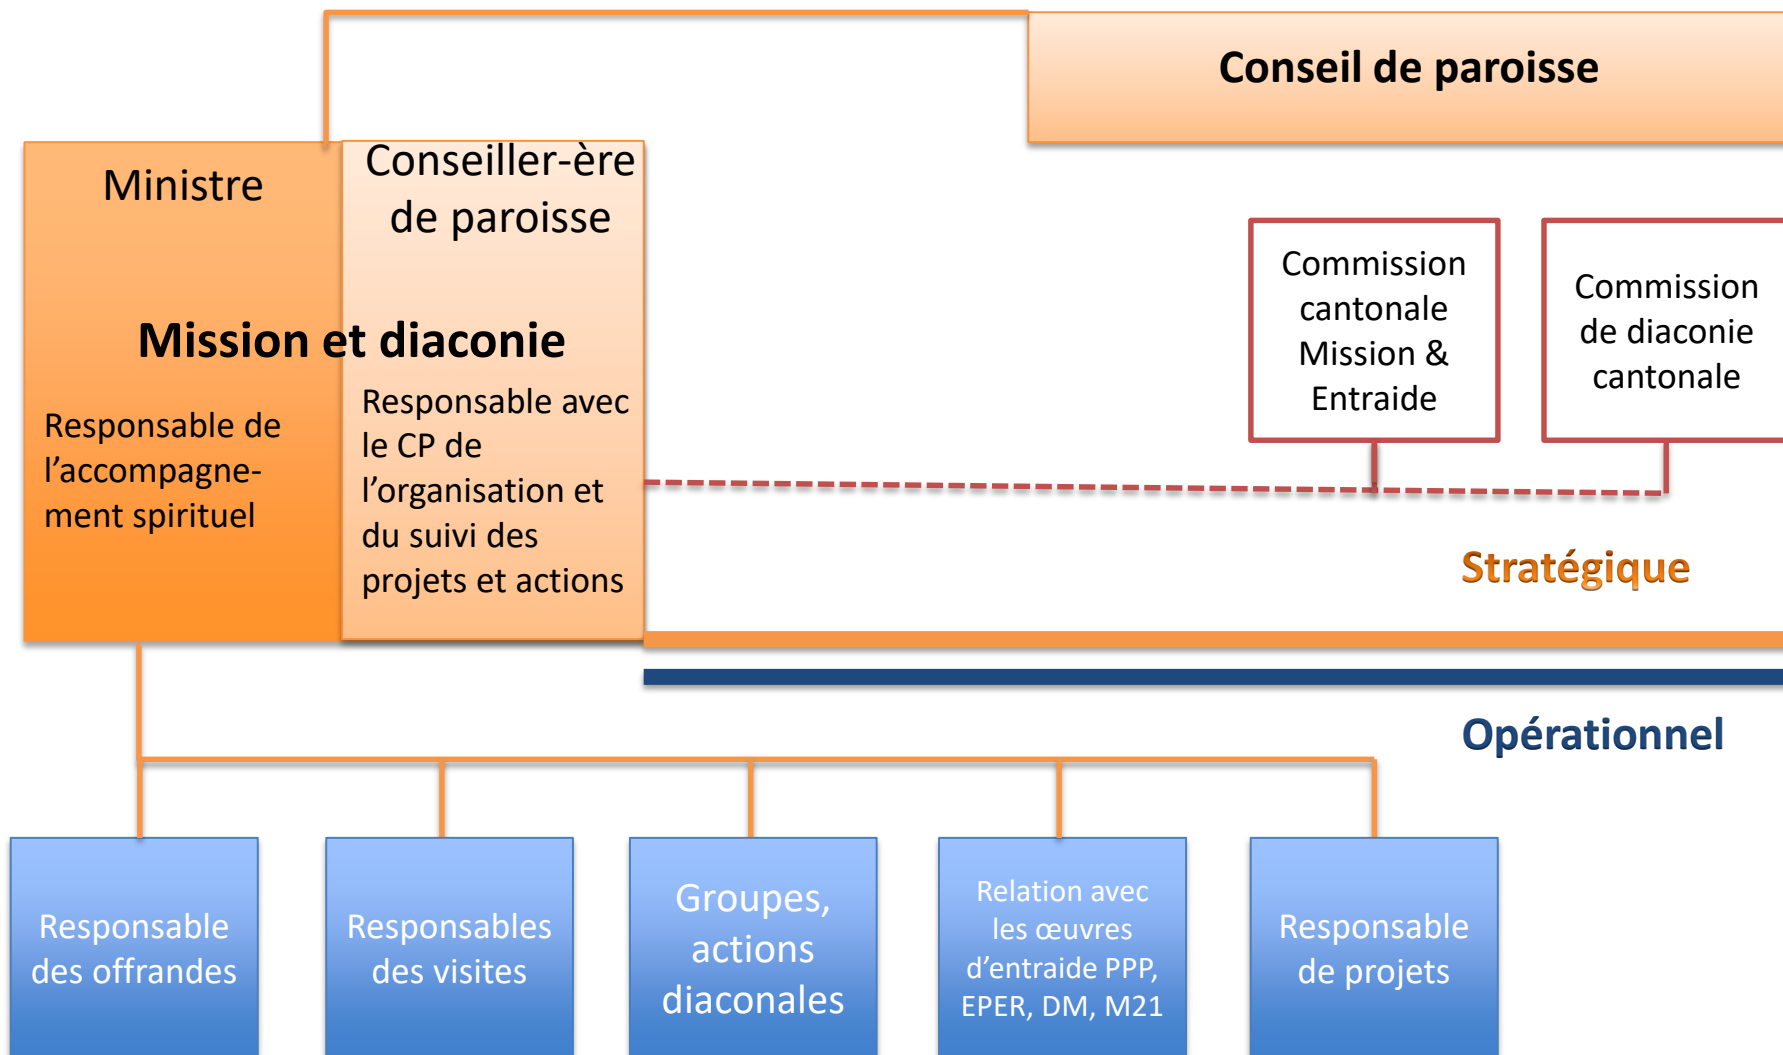 Conseil de paroisse
Ministre
Conseiller-ère
de paroisse
Mission et diaconie
Responsable de
l’accompagne-
ment spirituel
Responsable avec
le CP de
l’organisation et
du suivi des
projets et actions
Commission
cantonale
Mission &
Entraide
Commission
de diaconie
cantonale
Stratégique
Opérationnel
Responsable
des offrandes
Responsables
des visites
Groupes,
actions
diaconales
Relation avec
les œuvres
d’entraide PPP,
EPER, DM, M21
Responsable
de projets